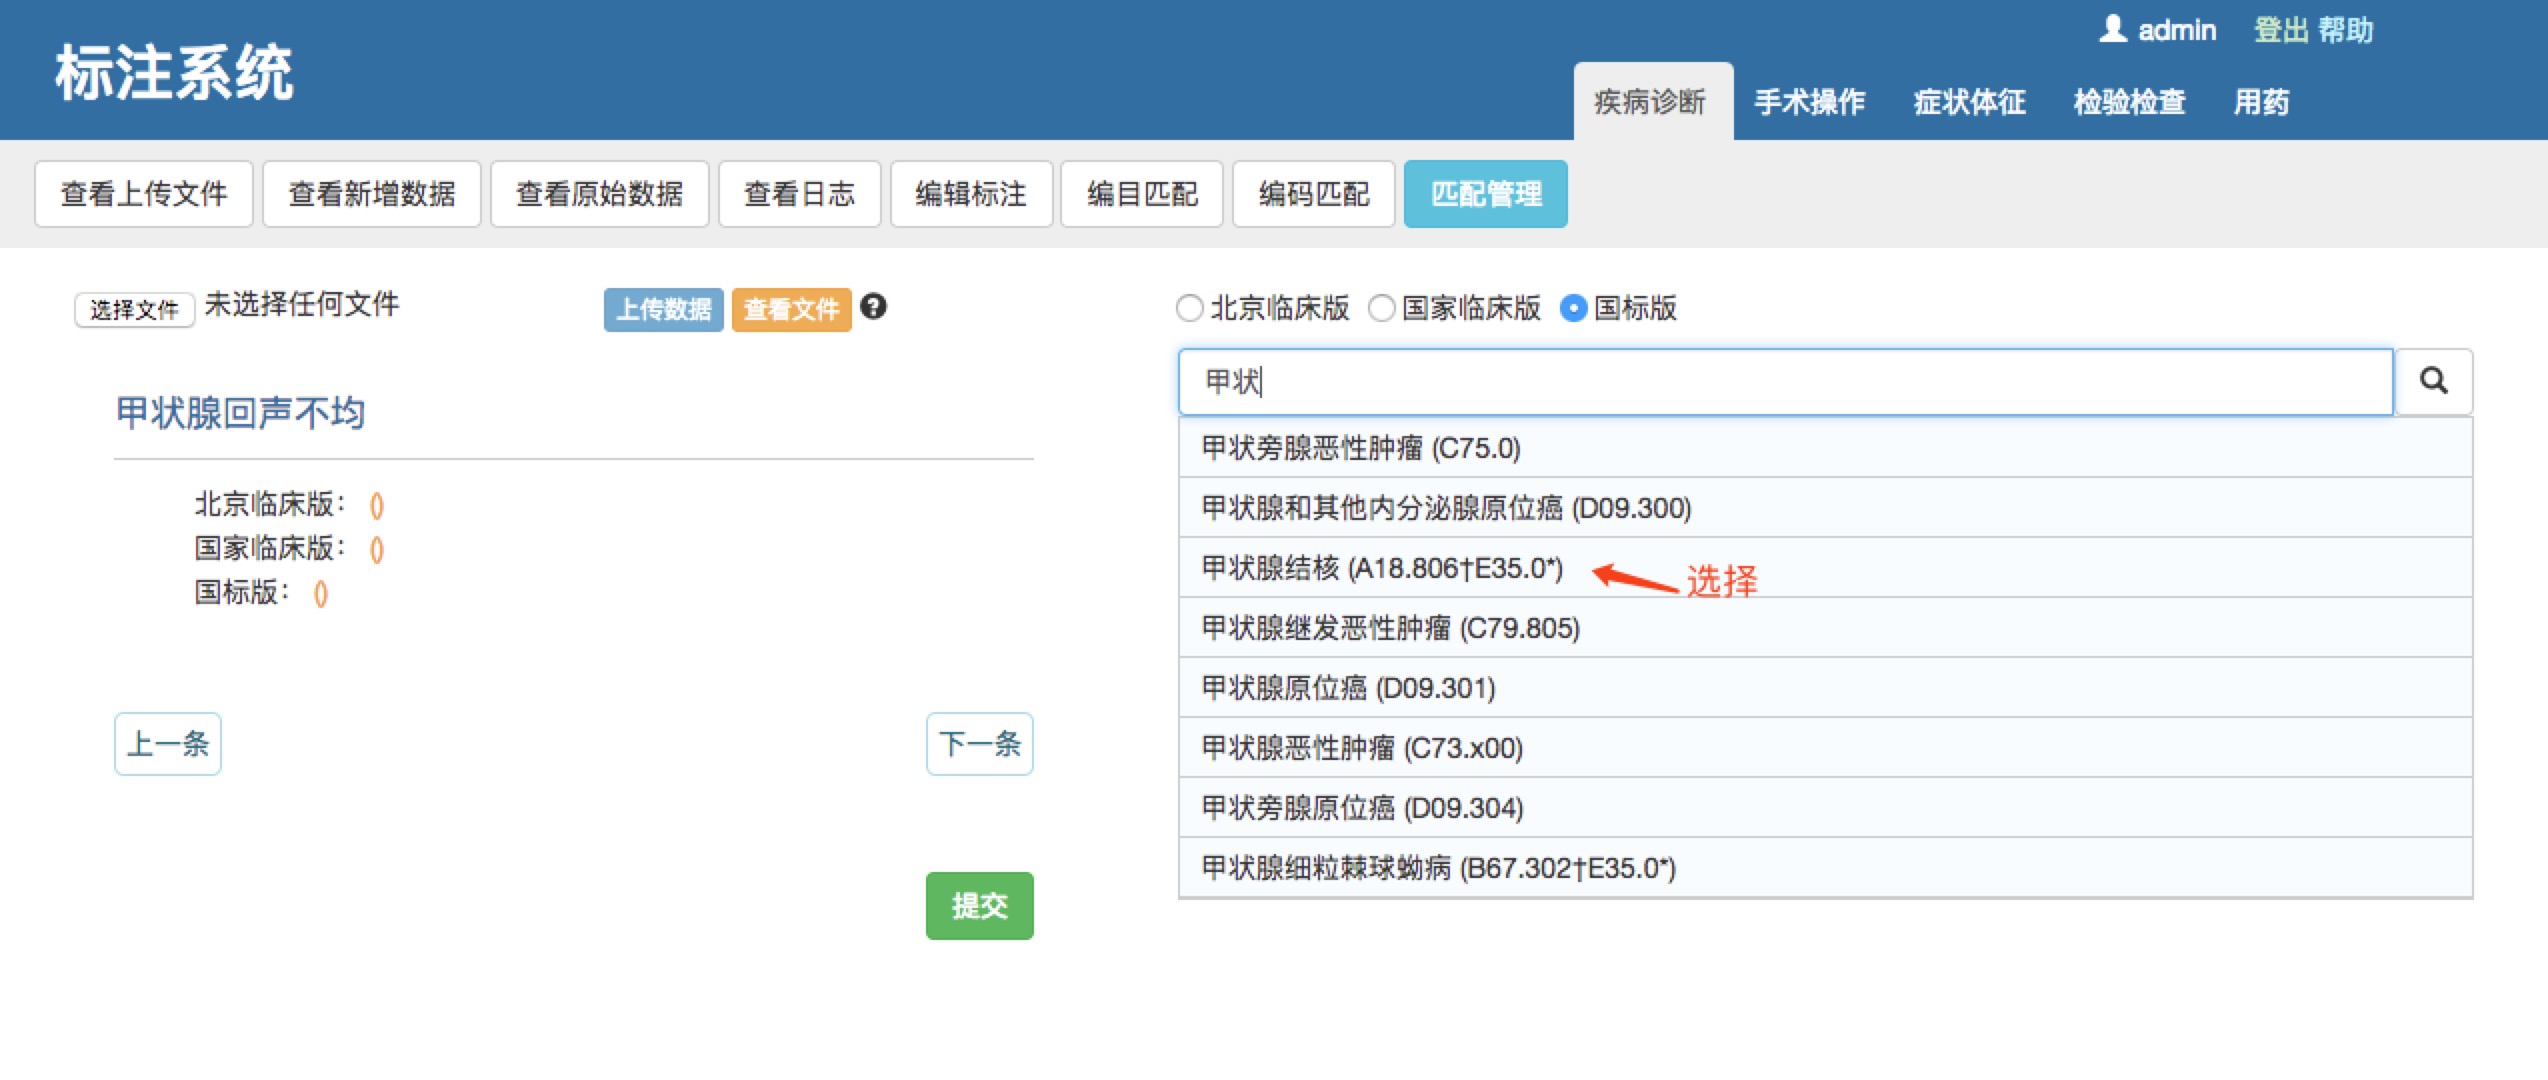 admin 登出 帮助
标注系统
疾病诊断 手术操作 症状体征 检验检查 用药
查看上传文件 查看新增数据 查看原始数据 查看日志 编辑标注 编目匹配 编码匹配 匹配管理
选择文件 未选择任何文件 上传数据 查看文件 ?
北京临床版 国家临床版 国标版
甲状
甲状腺回声不均
北京临床版： ()
国家临床版： ()
国标版： ()
上一条 下一条
提交
甲状旁腺恶性肿瘤 (C75.0)
甲状腺和其他内分泌腺原位癌 (D09.300)
甲状腺结核 (A18.806†E35.0*)
选择
甲状腺继发恶性肿瘤 (C79.805)
甲状腺原位癌 (D09.301)
甲状腺恶性肿瘤 (C73.x00)
甲状旁腺原位癌 (D09.304)
甲状腺细粒棘球蚴病 (B67.302†E35.0*)